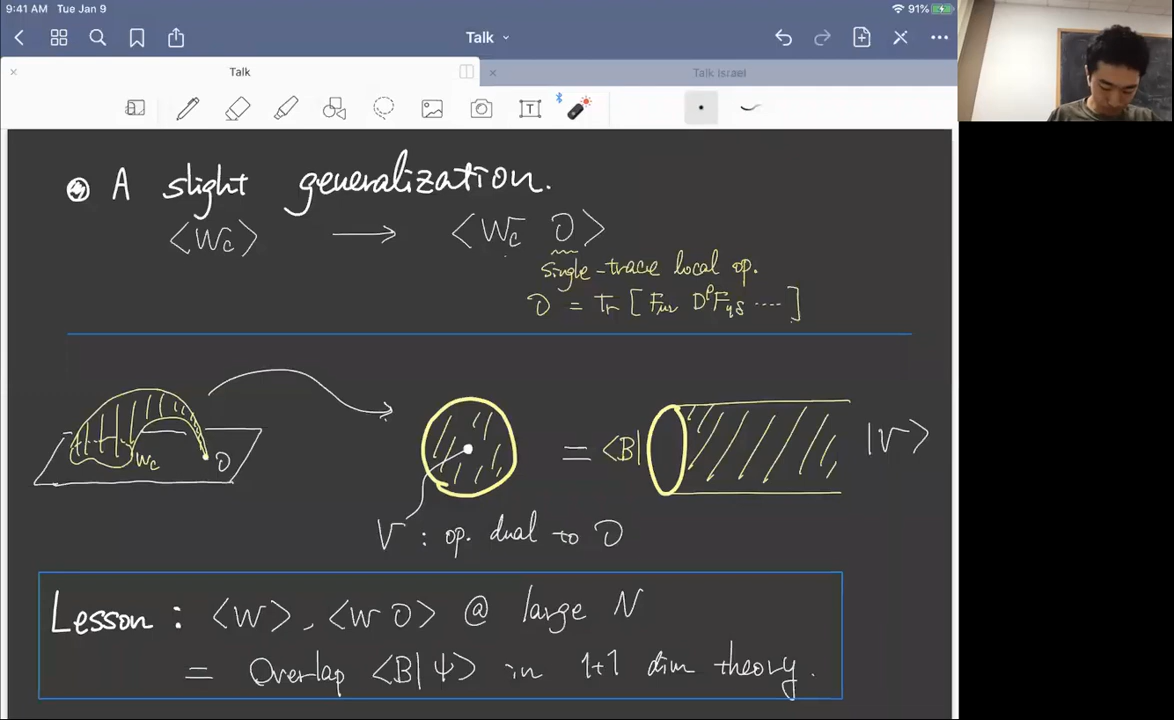 9:41 AM Tue Jan 9
91%
Talk
Talk
Talk Israel
T
A slight generalization.
<W_C> → <W_C O>
single-trace local op.
O = Tr [F_μν D^ρ F_γδ ····]
W_C O
= <B| |V>
V : op. dual to O
Lesson : <W>, <W O> @ large N
= Overlap <B|ψ> in 1+1 dim theory.